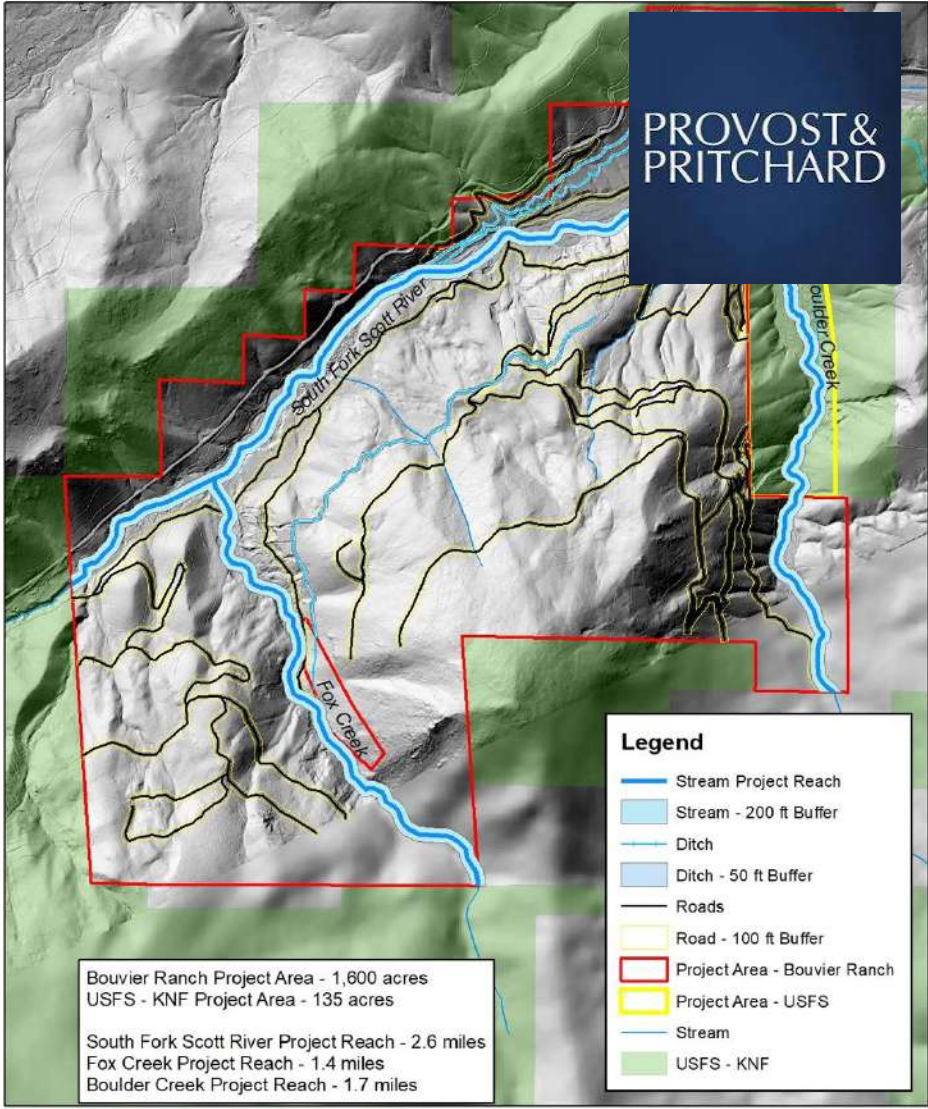 PROVOST&
PRITCHARD
South Fork Scott River
oulder Creek
Fox Creek
Legend
Stream Project Reach
Stream - 200 ft Buffer
Ditch
Ditch - 50 ft Buffer
Roads
Road - 100 ft Buffer
Project Area - Bouvier Ranch
Project Area - USFS
Stream
USFS - KNF
Bouvier Ranch Project Area - 1,600 acres
USFS - KNF Project Area - 135 acres
South Fork Scott River Project Reach - 2.6 miles
Fox Creek Project Reach - 1.4 miles
Boulder Creek Project Reach - 1.7 miles